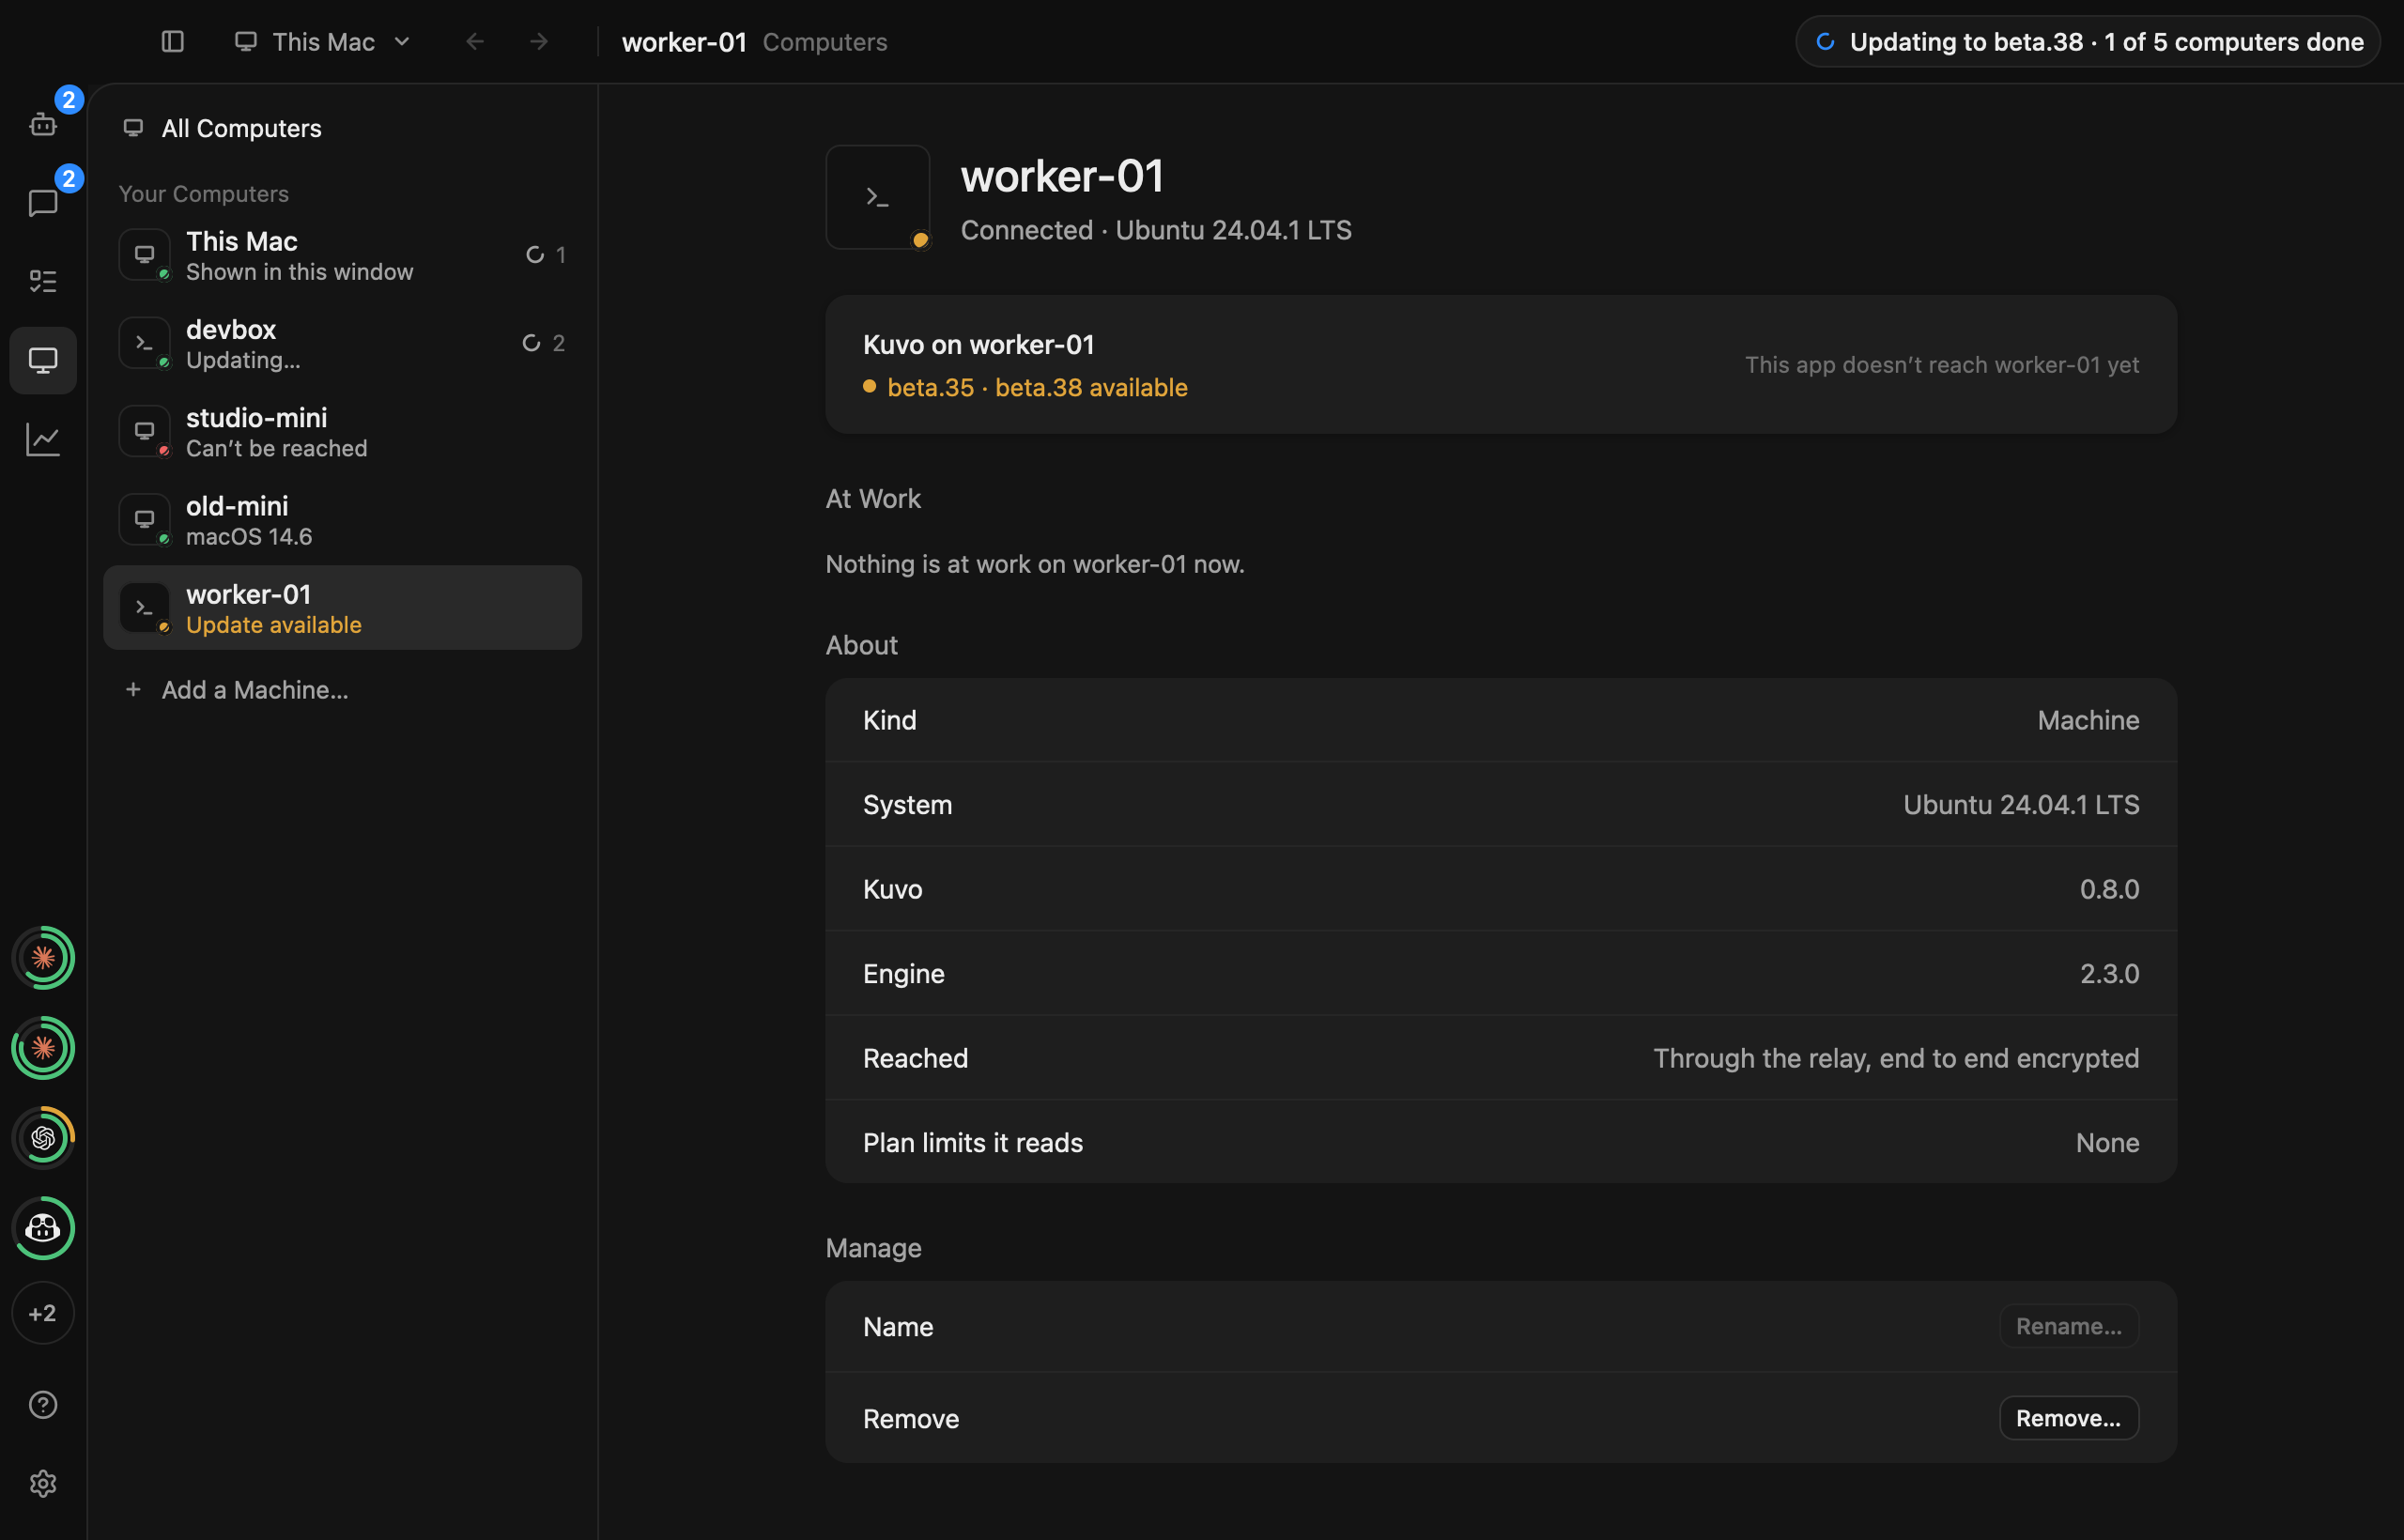 This Mac
worker-01 Computers
Updating to beta.38 · 1 of 5 computers done
2
2
All Computers
Your Computers
This Mac
Shown in this window
1
devbox
Updating…
2
studio-mini
Can’t be reached
old-mini
macOS 14.6
worker-01
Update available
+ Add a Machine…
+2
worker-01
Connected · Ubuntu 24.04.1 LTS
Kuvo on worker-01
beta.35 · beta.38 available
This app doesn’t reach worker-01 yet
At Work
Nothing is at work on worker-01 now.
About
Kind Machine
System Ubuntu 24.04.1 LTS
Kuvo 0.8.0
Engine 2.3.0
Reached Through the relay, end to end encrypted
Plan limits it reads None
Manage
Name Rename…
Remove Remove…